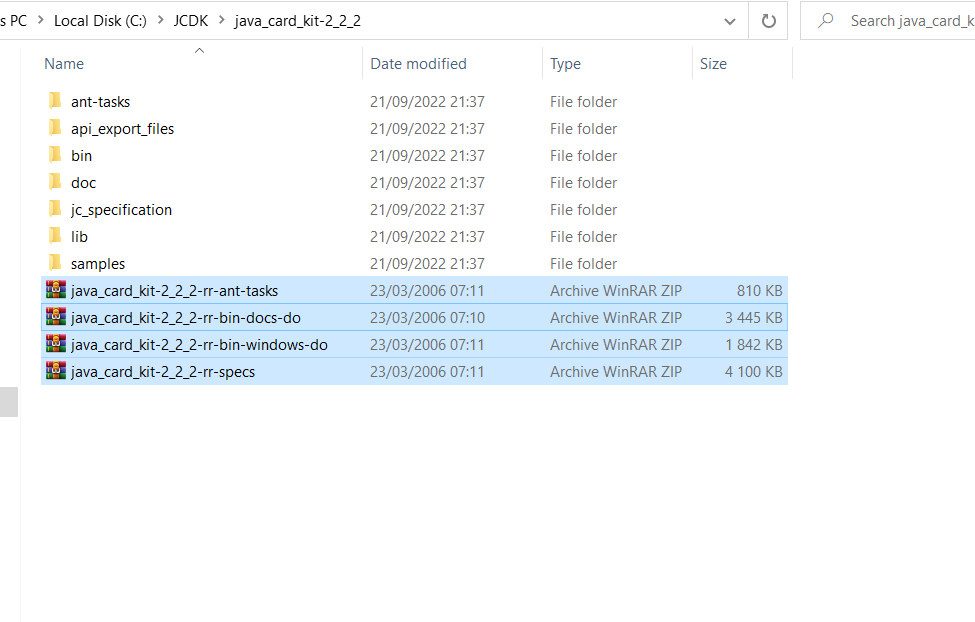 s PC > Local Disk (C:) > JCDK > java_card_kit-2_2_2 Search java_card_k
Name Date modified Type Size
ant-tasks 21/09/2022 21:37 File folder
api_export_files 21/09/2022 21:37 File folder
bin 21/09/2022 21:37 File folder
doc 21/09/2022 21:37 File folder
jc_specification 21/09/2022 21:37 File folder
lib 21/09/2022 21:37 File folder
samples 21/09/2022 21:37 File folder
java_card_kit-2_2_2-rr-ant-tasks 23/03/2006 07:11 Archive WinRAR ZIP 810 KB
java_card_kit-2_2_2-rr-bin-docs-do 23/03/2006 07:10 Archive WinRAR ZIP 3 445 KB
java_card_kit-2_2_2-rr-bin-windows-do 23/03/2006 07:11 Archive WinRAR ZIP 1 842 KB
java_card_kit-2_2_2-rr-specs 23/03/2006 07:11 Archive WinRAR ZIP 4 100 KB